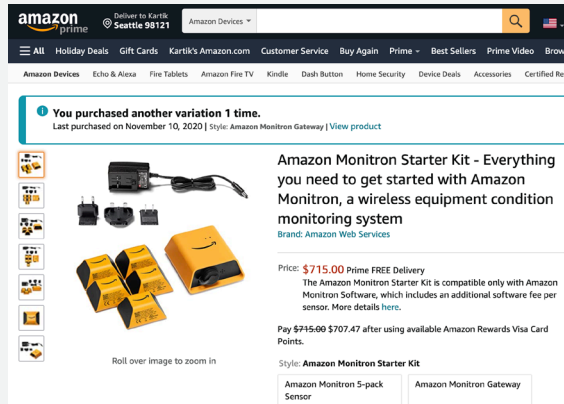 amazon
prime
Deliver to Kartik
Seattle 98121
Amazon Devices
All Holiday Deals Gift Cards Kartik's Amazon.com Customer Service Buy Again Prime Best Sellers Prime Video Brow
Amazon Devices Echo & Alexa Fire Tablets Amazon Fire TV Kindle Dash Button Home Security Device Deals Accessories Certified Re
You purchased another variation 1 time.
Last purchased on November 10, 2020 | Style: Amazon Monitron Gateway | View product
Amazon Monitron Starter Kit - Everything
you need to get started with Amazon
Monitron, a wireless equipment condition
monitoring system
Brand: Amazon Web Services
Price: $715.00 Prime FREE Delivery
The Amazon Monitron Starter Kit is compatible only with Amazon
Monitron Software, which includes an additional software fee per
sensor. More details here.
Pay $715.00 $707.47 after using available Amazon Rewards Visa Card
Points.
Roll over image to zoom in
Style: Amazon Monitron Starter Kit
Amazon Monitron 5-pack
Sensor
Amazon Monitron Gateway